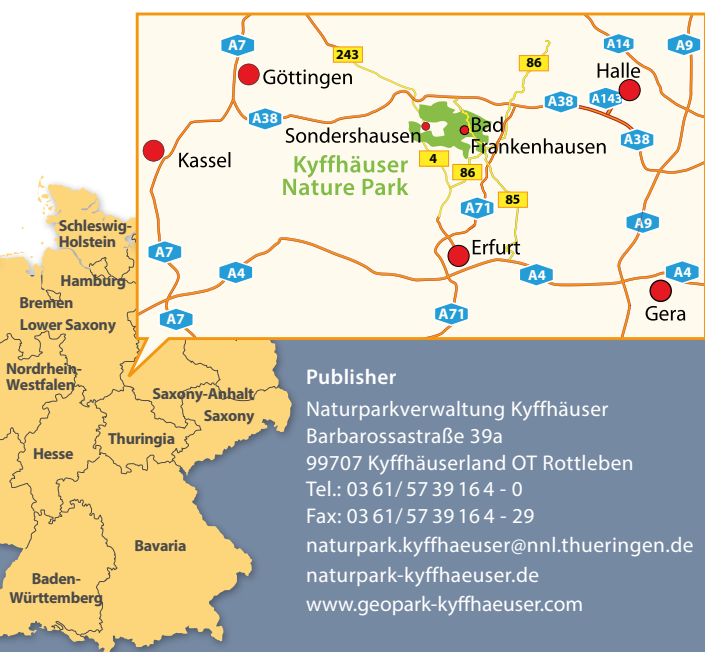 A7
243
A14
A9
86
Göttingen
Halle
A38
A38
A143
Sondershausen
Bad
Frankenhausen
A38
Kassel
Kyffhäuser
Nature Park
4
86
85
A71
A9
Erfurt
A7
A4
A4
A4
A7
A71
Gera
Schleswig-
Holstein
Hamburg
Bremen
Lower Saxony
Nordrhein-
Westfalen
Saxony-Anhalt
Saxony
Thuringia
Hesse
Bavaria
Baden-
Württemberg
Publisher
Naturparkverwaltung Kyffhäuser
Barbarossastraße 39a
99707 Kyffhäuserland OT Rottleben
Tel.: 03 61/ 57 39 16 4 - 0
Fax: 03 61/ 57 39 16 4 - 29
naturpark.kyffhaeuser@nnl.thueringen.de
naturpark-kyffhaeuser.de
www.geopark-kyffhaeuser.com